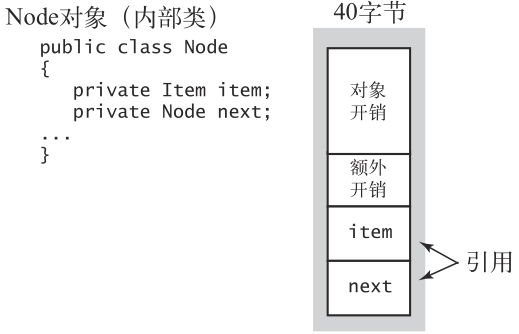 Node对象（内部类）
public class Node
{
private Item item;
private Node next;
...
}
40字节
对象
开销
额外
开销
item
next
引用